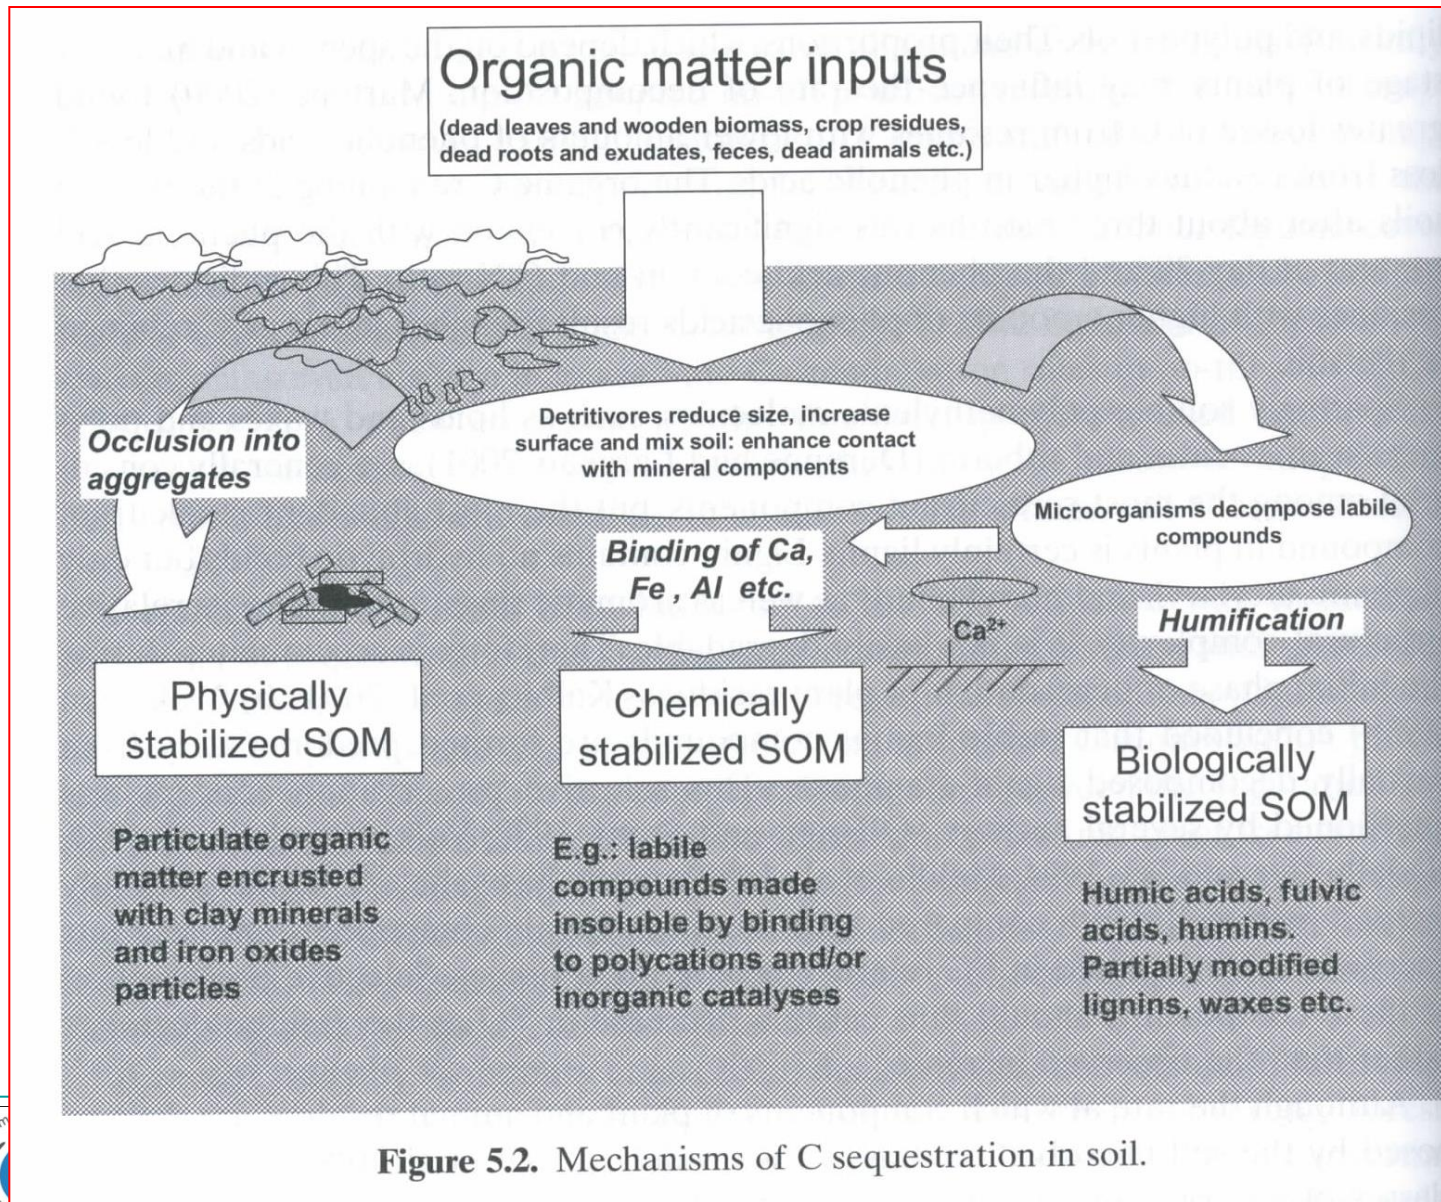 Organic matter inputs
(dead leaves and wooden biomass, crop residues,
dead roots and exudates, feces, dead animals etc.)
Detritivores reduce size, increase
surface and mix soil: enhance contact
with mineral components
Occlusion into
aggregates
Microorganisms decompose labile
compounds
Binding of Ca,
Fe , Al etc.
Ca²⁺
Humification
Physically
stabilized SOM
Chemically
stabilized SOM
Biologically
stabilized SOM
Particulate organic
matter encrusted
with clay minerals
and iron oxides
particles
E.g.: labile
compounds made
insoluble by binding
to polycations and/or
inorganic catalyses
Humic acids, fulvic
acids, humins.
Partially modified
lignins, waxes etc.
Figure 5.2. Mechanisms of C sequestration in soil.